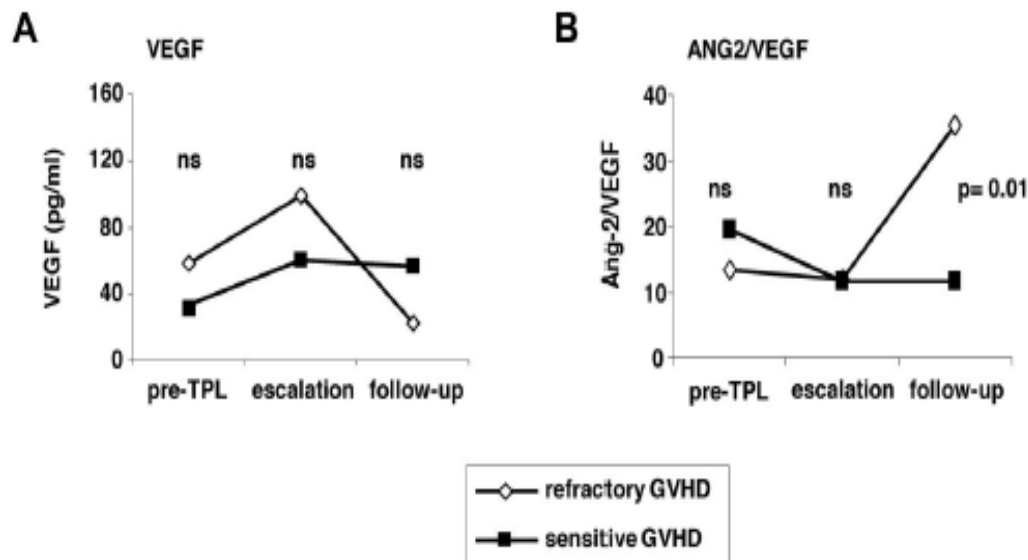 A
VEGF
VEGF (pg/ml)
160
120
80
40
0
ns
ns
ns
pre-TPL
escalation
follow-up
B
ANG2/VEGF
Ang-2/VEGF
40
30
20
10
0
ns
ns
p= 0.01
pre-TPL
escalation
follow-up
refractory GVHD
sensitive GVHD